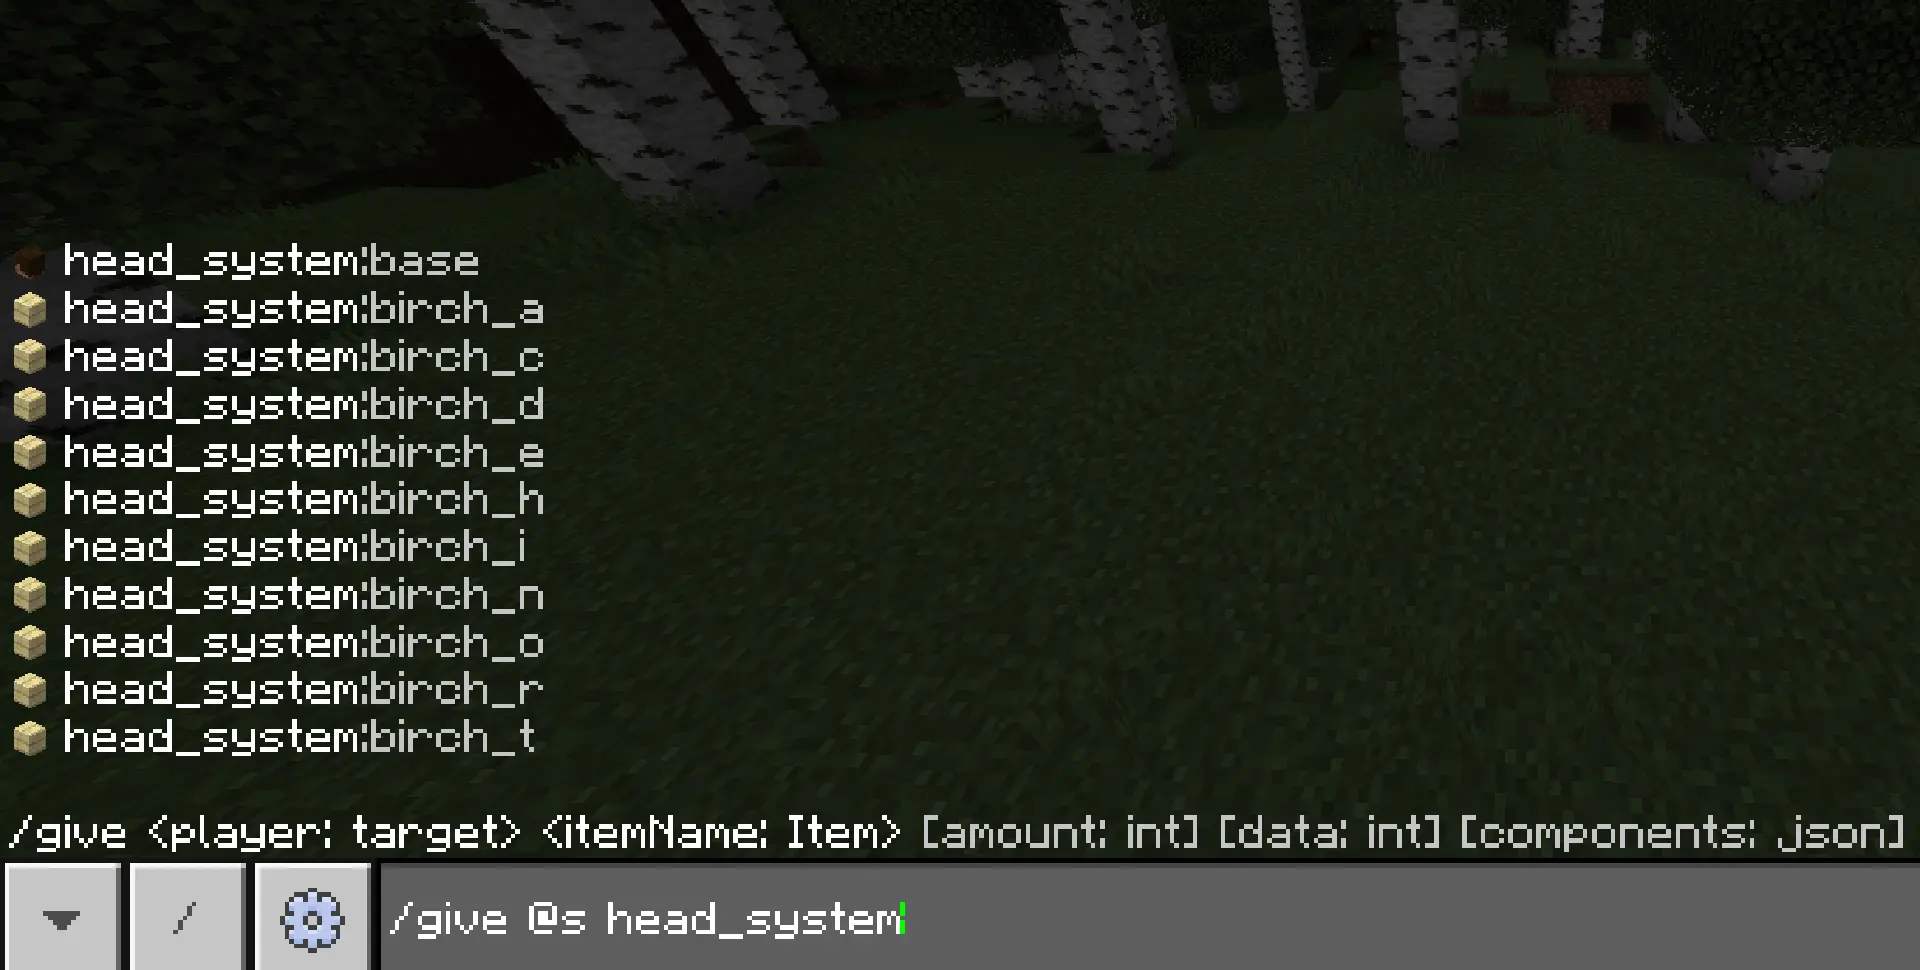 head_system:base
head_system:birch_a
head_system:birch_c
head_system:birch_d
head_system:birch_e
head_system:birch_h
head_system:birch_i
head_system:birch_n
head_system:birch_o
head_system:birch_r
head_system:birch_t
/give <player: target> <itemName: Item> [amount: int] [data: int] [components: json]
/ /give @s head_system